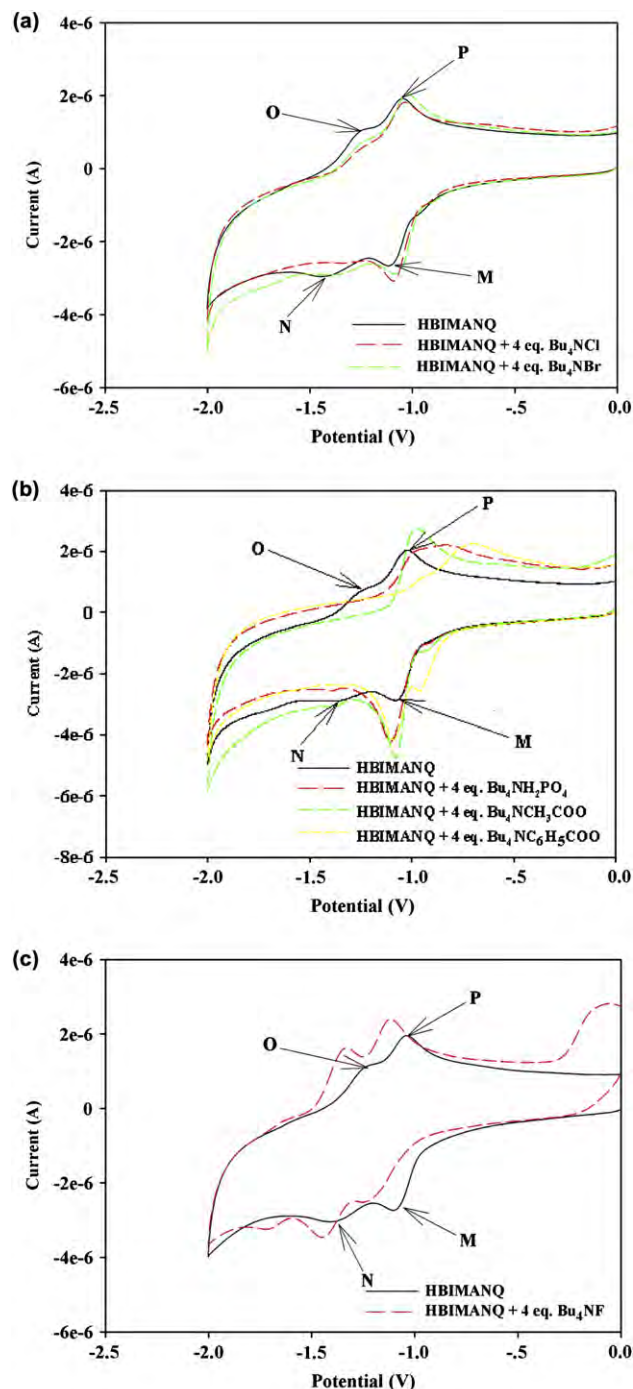 (a)
4e-6
2e-6
0
-2e-6
-4e-6
-6e-6
Current (A)
P
O
N
M
HBIMANQ
HBIMANQ + 4 eq. Bu₄NCl
HBIMANQ + 4 eq. Bu₄NBr
-2.5 -2.0 -1.5 -1.0 -.5 0.0
Potential (V)
(b)
4e-6
2e-6
0
-2e-6
-4e-6
-6e-6
-8e-6
Current (A)
P
O
N
M
HBIMANQ
HBIMANQ + 4 eq. Bu₄NH₂PO₄
HBIMANQ + 4 eq. Bu₄NCH₃COO
HBIMANQ + 4 eq. Bu₄NC₆H₅COO
-2.5 -2.0 -1.5 -1.0 -.5 0.0
Potential (V)
(c)
4e-6
2e-6
0
-2e-6
-4e-6
-6e-6
Current (A)
P
O
M
N
HBIMANQ
HBIMANQ + 4 eq. Bu₄NF
-2.5 -2.0 -1.5 -1.0 -.5 0.0
Potential (V)